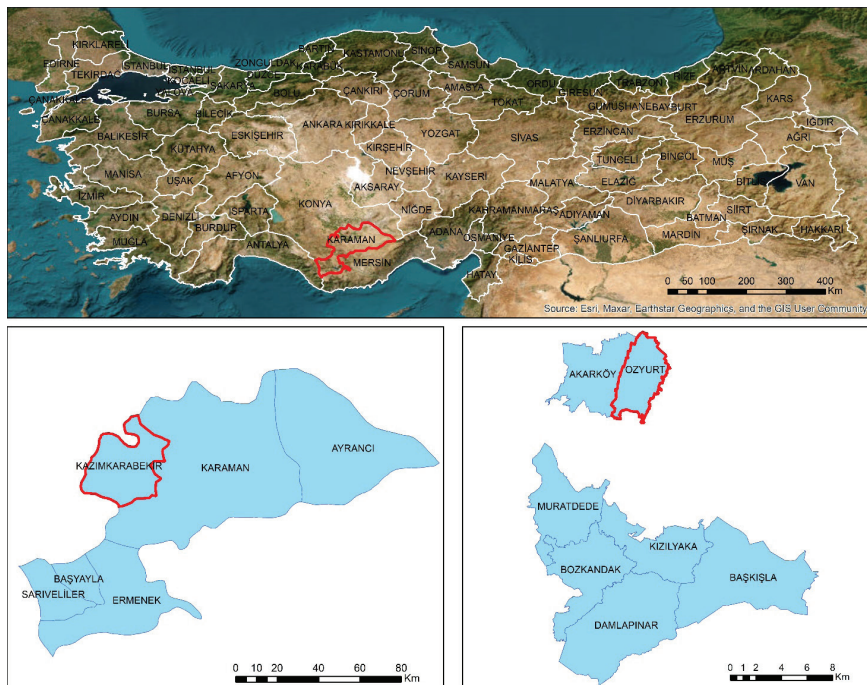 KIRKLARELİ
EDİRNE
TEKİRDAĞ
İSTANBUL
İSTANBUL
KOCAELİ
YALOVA
SAKARYA
DÜZCE
ZONGULDAK
BARTIN
KARABÜK
KASTAMONU
SİNOP
SAMSUN
ORDU
GİRESUN
TRABZON
RİZE
ARTVİN
ARDAHAN
ÇANAKKALE
ÇANAKKALE
BURSA
BİLECİK
BOLU
ÇANKIRI
ÇORUM
AMASYA
TOKAT
GÜMÜŞHANE
BAYBURT
KARS
BALIKESİR
KÜTAHYA
ESKİŞEHİR
ANKARA
KIRIKKALE
YOZGAT
SİVAS
ERZİNCAN
ERZURUM
IĞDIR
AĞRI
KIRŞEHİR
MANİSA
UŞAK
AFYON
NEVŞEHİR
KAYSERİ
TUNCELİ
BİNGÖL
MUŞ
AKSARAY
MALATYA
ELAZIĞ
BİTLİS
VAN
İZMİR
AYDIN
DENİZLİ
ISPARTA
KONYA
NİĞDE
KAHRAMANMARAŞ
ADIYAMAN
DİYARBAKIR
BATMAN
SİİRT
MUĞLA
BURDUR
ANTALYA
KARAMAN
MERSİN
ADANA
OSMANİYE
GAZİANTEP
KİLİS
ŞANLIURFA
MARDİN
ŞIRNAK
HAKKARİ
HATAY
0 50 100 200 300 400
Km
Source: Esri, Maxar, Earthstar Geographics, and the GIS User Community
KAZIMKARABEKİR
KARAMAN
AYRANCI
BAŞYAYLA
SARIVELİLER
ERMENEK
0 10 20 40 60 80
Km
AKARKÖY
OZYURT
MURATDEDE
KIZILYAKA
BOZKANDAK
BAŞKIŞLA
DAMLAPINAR
0 1 2 4 6 8
Km